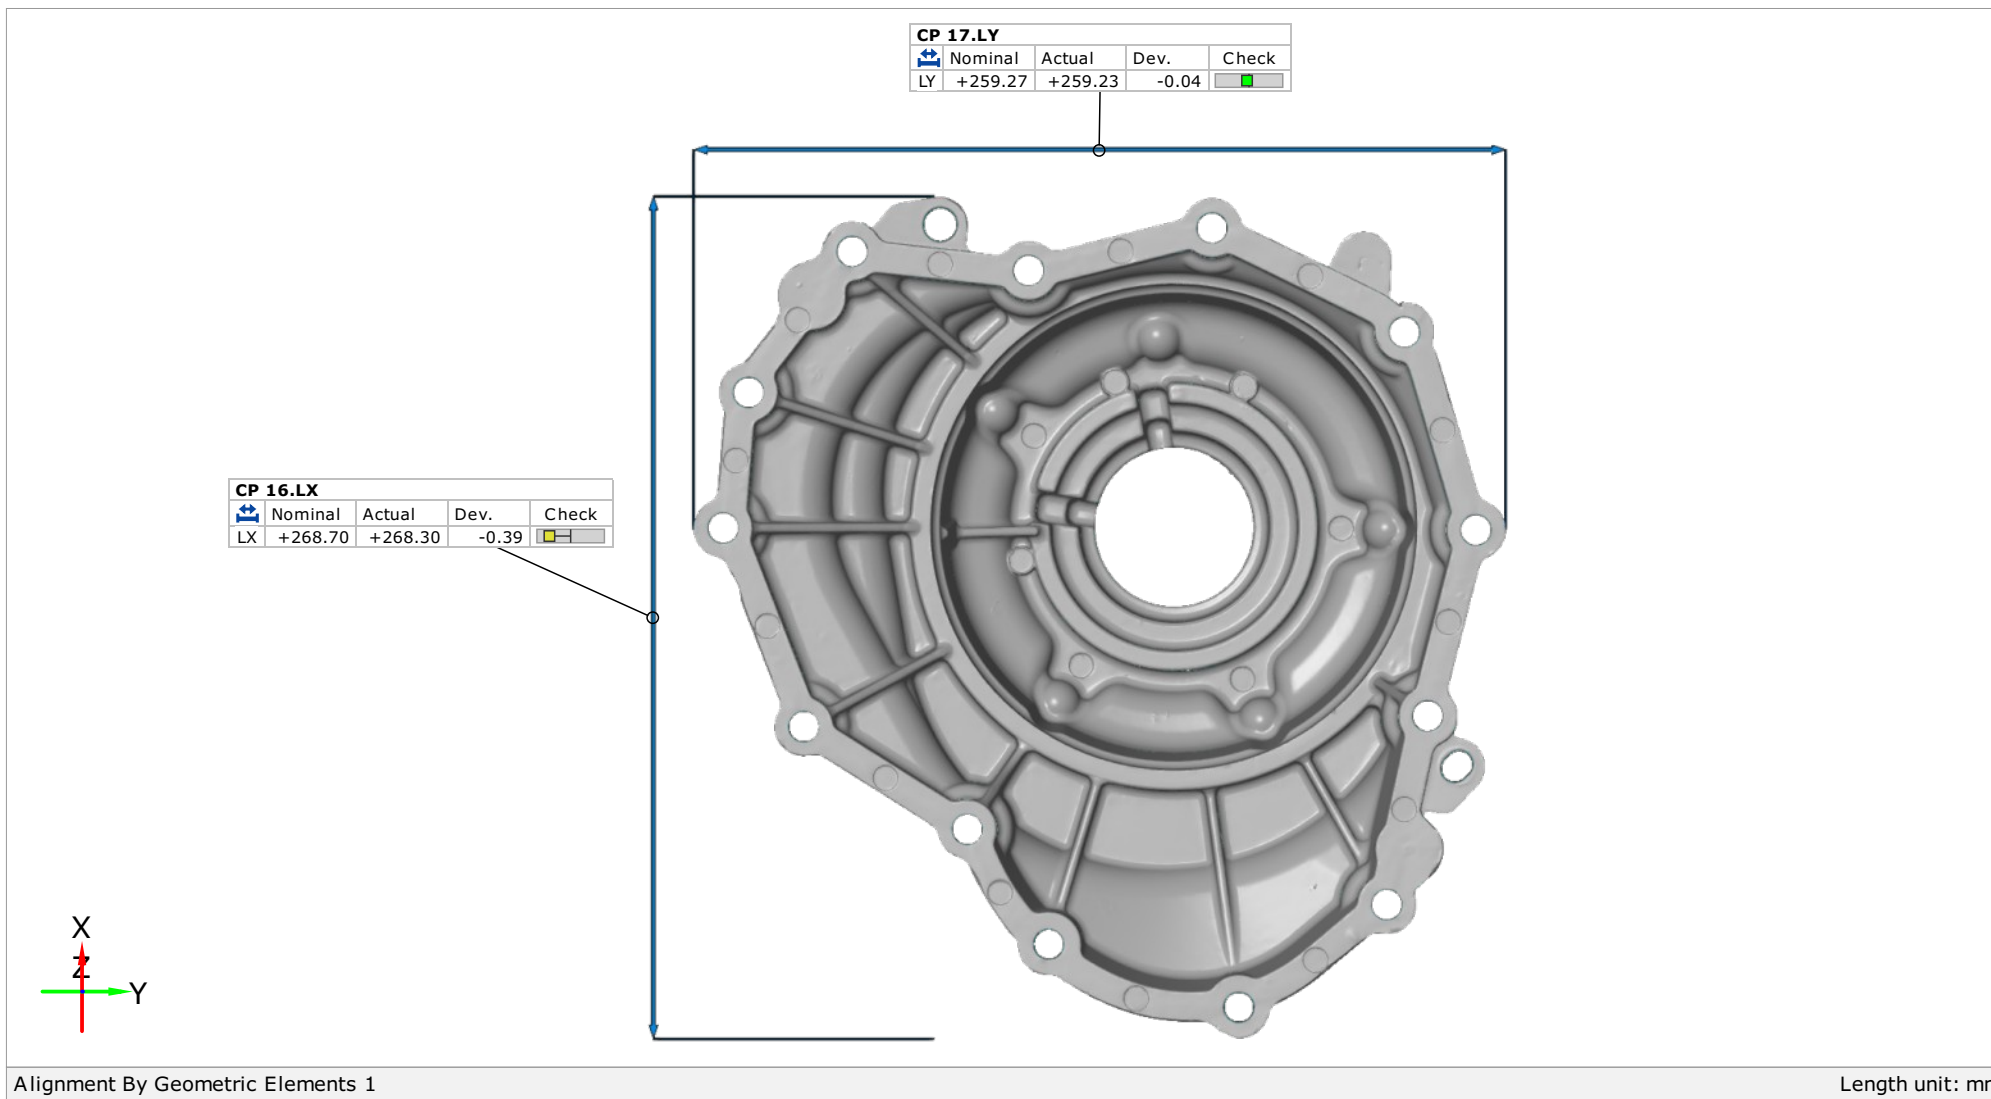 CP 17.LY
Nominal Actual Dev. Check
LY +259.27 +259.23 -0.04
CP 16.LX
Nominal Actual Dev. Check
LX +268.70 +268.30 -0.39
X
Z
Y
Alignment By Geometric Elements 1
Length unit: